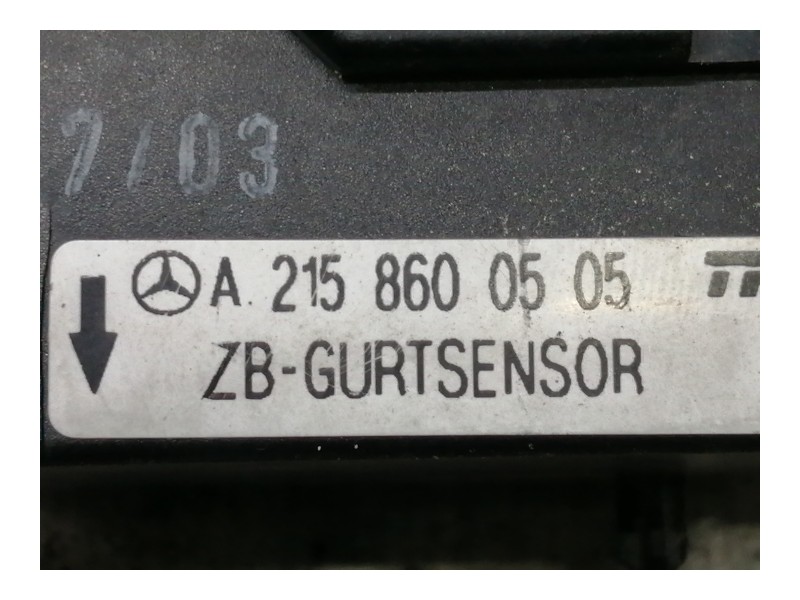 7/03
A. 215 860 05 05
ZB-GURTSENSOR